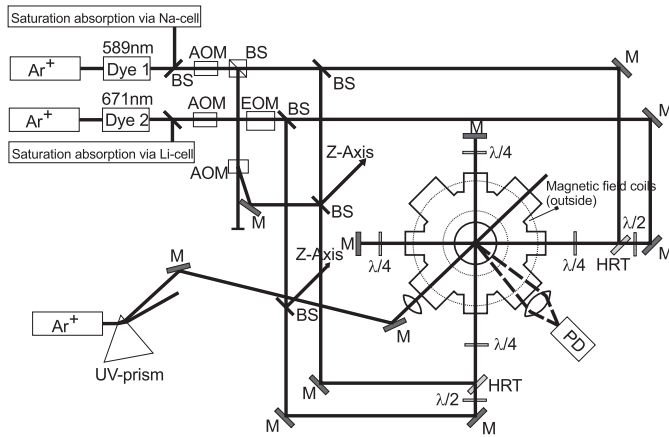 Saturation absorption via Na-cell
589nm
AOM
BS
M
Ar+
Dye 1
BS
BS
671nm
AOM
EOM
BS
M
Ar+
Dye 2
M
Saturation absorption via Li-cell
AOM
Z-Axis
λ/4
Magnetic field coils
(outside)
M
BS
λ/2
M
Z-Axis
λ/4
λ/4
HRT
M
M
BS
Ar+
M
λ/4
PD
UV-prism
M
HRT
λ/2
M
M